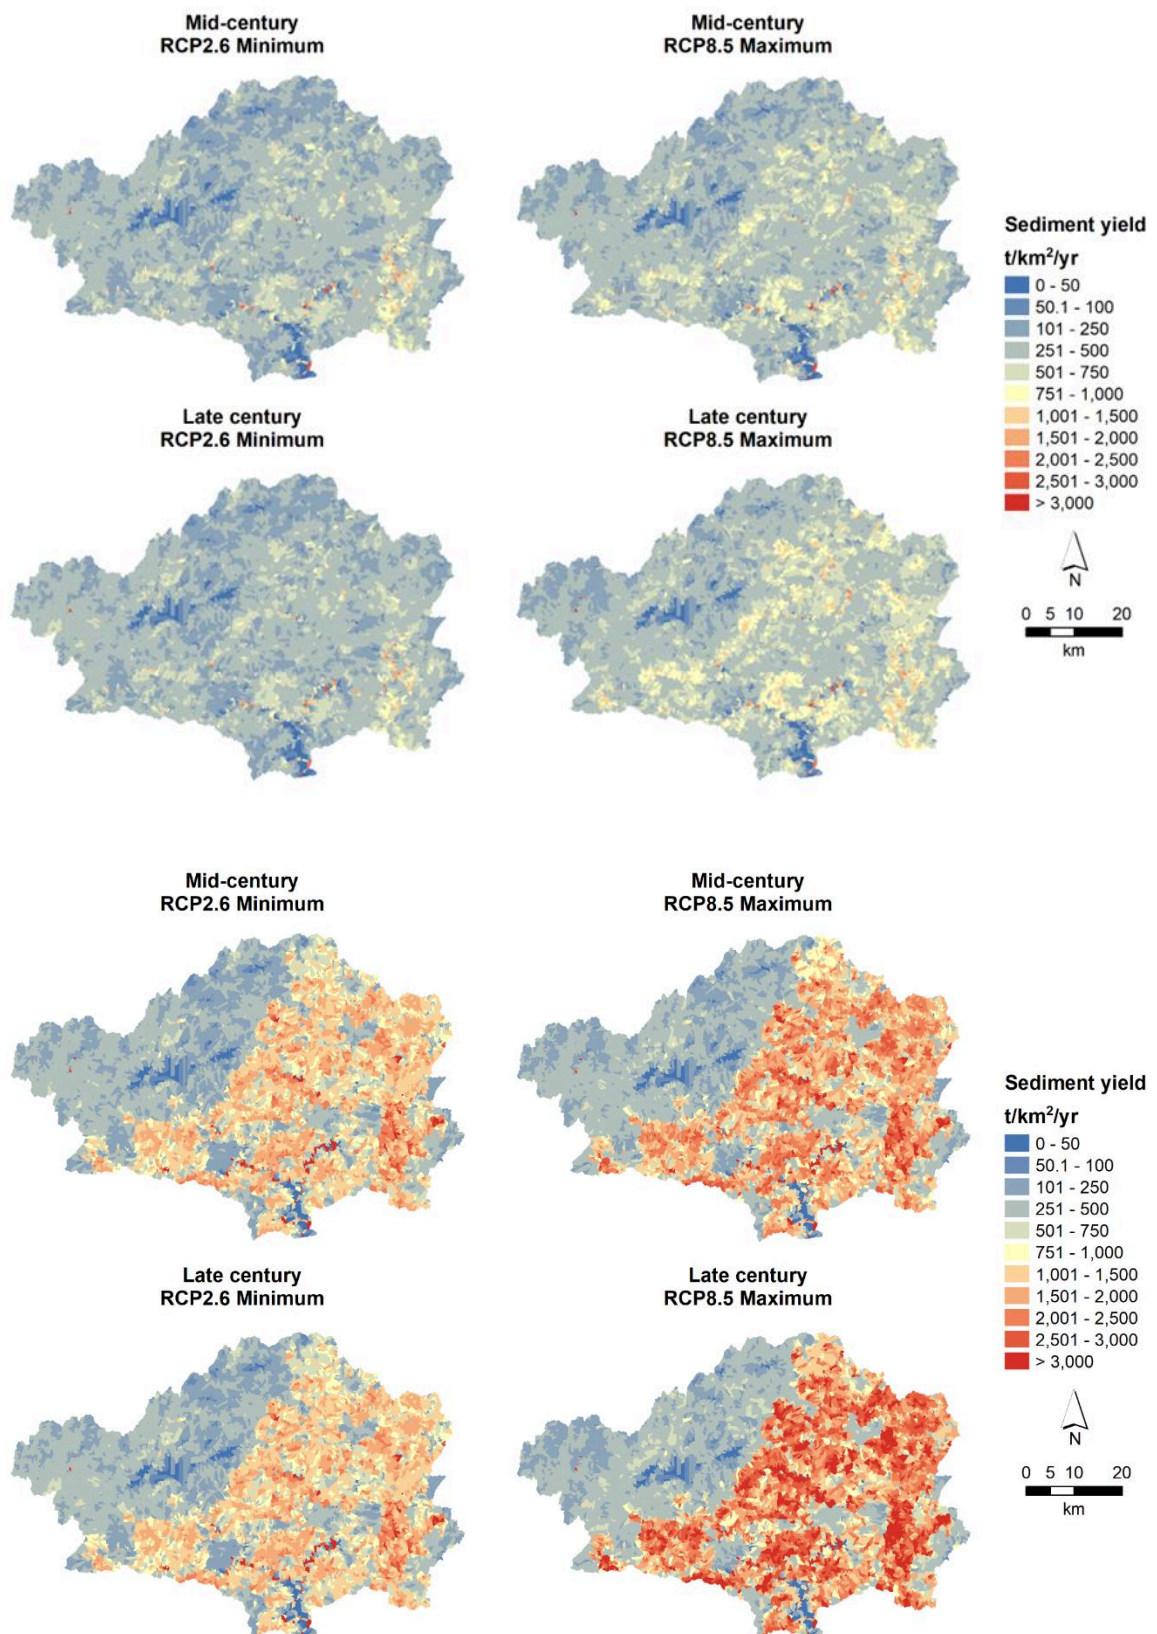 Mid-century
RCP2.6 Minimum
Mid-century
RCP8.5 Maximum
Sediment yield
t/km²/yr
0 - 50
50.1 - 100
101 - 250
251 - 500
501 - 750
751 - 1,000
1,001 - 1,500
1,501 - 2,000
2,001 - 2,500
2,501 - 3,000
> 3,000
N
0 5 10 20
km
Late century
RCP2.6 Minimum
Late century
RCP8.5 Maximum
Mid-century
RCP2.6 Minimum
Mid-century
RCP8.5 Maximum
Sediment yield
t/km²/yr
0 - 50
50.1 - 100
101 - 250
251 - 500
501 - 750
751 - 1,000
1,001 - 1,500
1,501 - 2,000
2,001 - 2,500
2,501 - 3,000
> 3,000
N
0 5 10 20
km
Late century
RCP2.6 Minimum
Late century
RCP8.5 Maximum